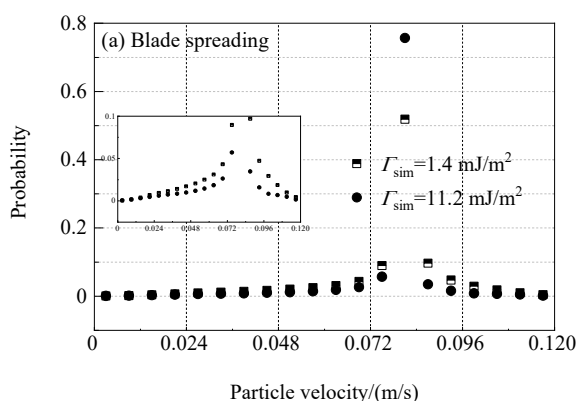 0.8
(a) Blade spreading
0.6
0.4
0.2
0
Probability
0.1
0.05
0
0 0.024 0.048 0.072 0.096 0.120
Γsim=1.4 mJ/m²
Γsim=11.2 mJ/m²
0 0.024 0.048 0.072 0.096 0.120
Particle velocity/(m/s)